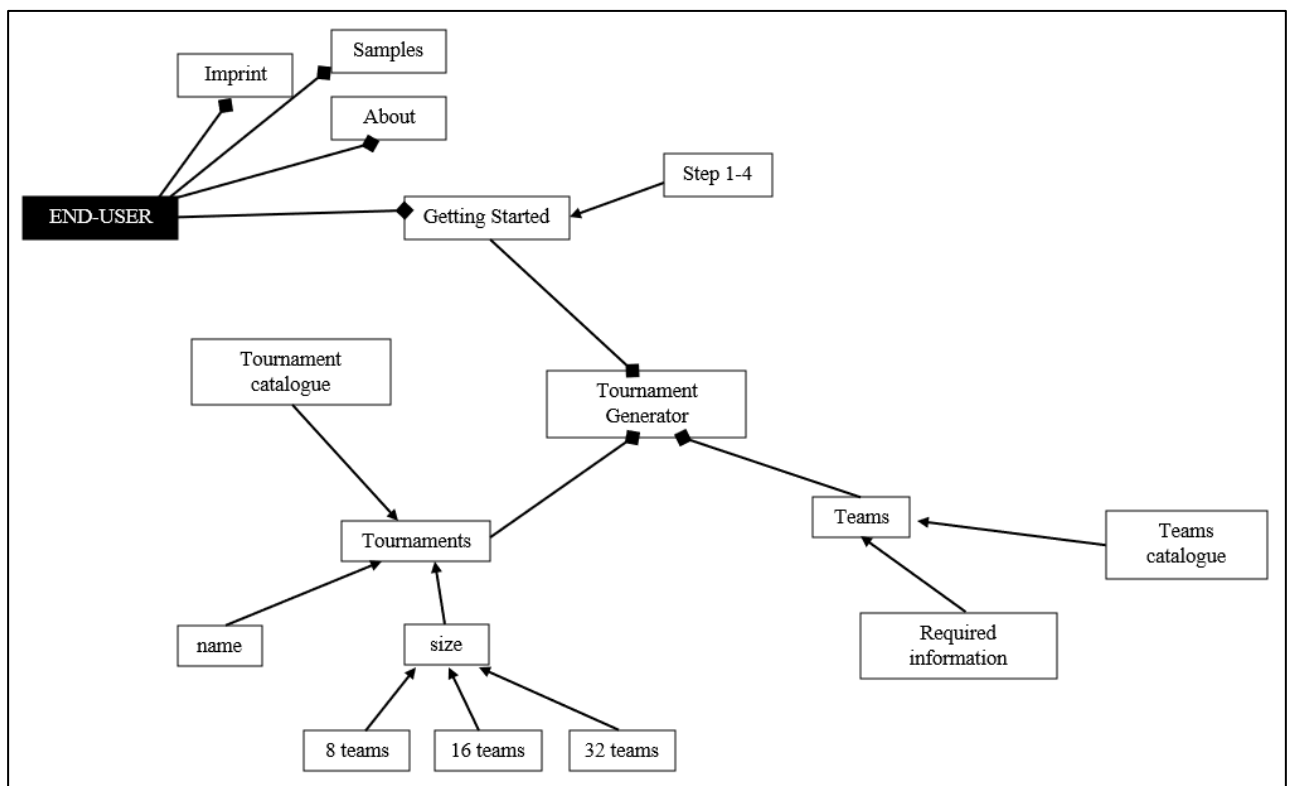 Samples
Imprint
About
Step 1-4
END-USER
Getting Started
Tournament
catalogue
Tournament
Generator
Teams
Teams
catalogue
Tournaments
Required
information
name
size
8 teams
16 teams
32 teams